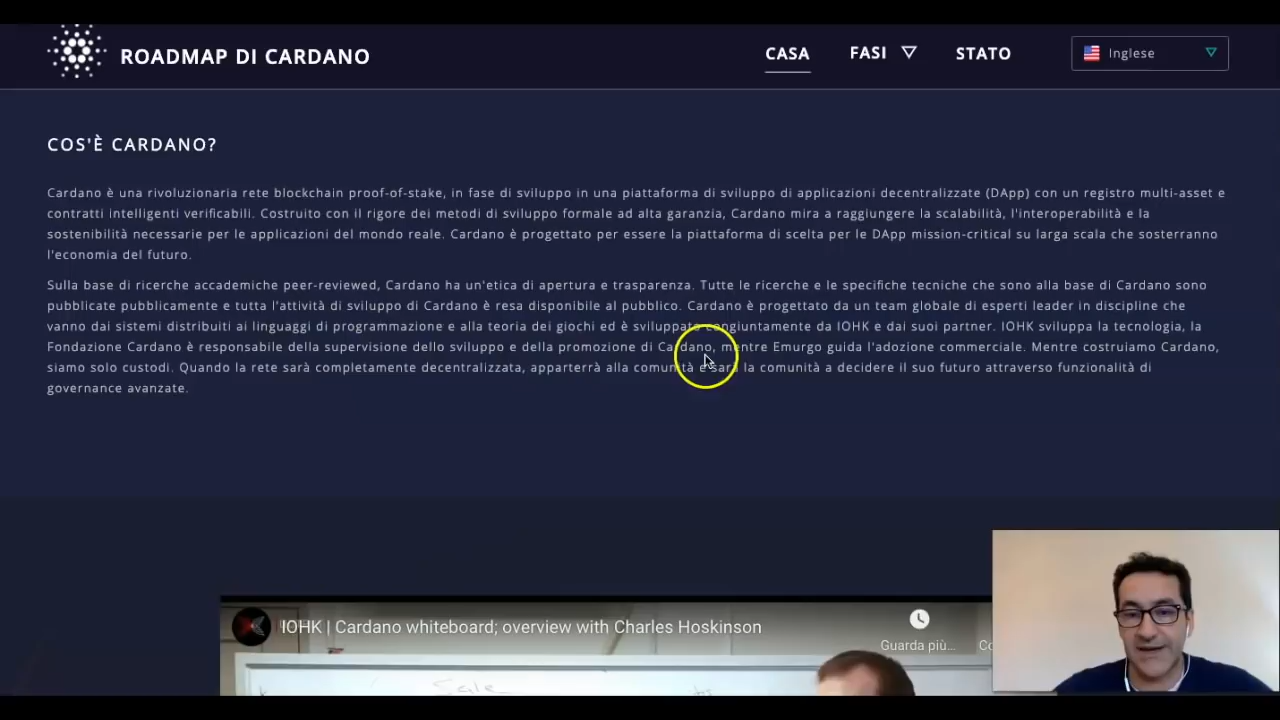 ROADMAP DI CARDANO
CASA
FASI
STATO
Inglese
COS'È CARDANO?
Cardano è una rivoluzionaria rete blockchain proof-of-stake, in fase di sviluppo in una piattaforma di sviluppo di applicazioni decentralizzate (DApp) con un registro multi-asset e
contratti intelligenti verificabili. Costruito con il rigore dei metodi di sviluppo formale ad alta garanzia, Cardano mira a raggiungere la scalabilità, l'interoperabilità e la
sostenibilità necessarie per le applicazioni del mondo reale. Cardano è progettato per essere la piattaforma di scelta per le DApp mission-critical su larga scala che sosterranno
l'economia del futuro.
Sulla base di ricerche accademiche peer-reviewed, Cardano ha un'etica di apertura e trasparenza. Tutte le ricerche e le specifiche tecniche che sono alla base di Cardano sono
pubblicate pubblicamente e tutta l'attività di sviluppo di Cardano è resa disponibile al pubblico. Cardano è progettato da un team globale di esperti leader in discipline che
vanno dai sistemi distribuiti ai linguaggi di programmazione e alla teoria dei giochi ed è sviluppato congiuntamente da IOHK e dai suoi partner. IOHK sviluppa la tecnologia, la
Fondazione Cardano è responsabile della supervisione dello sviluppo e della promozione di Cardano, mentre Emurgo guida l'adozione commerciale. Mentre costruiamo Cardano,
siamo solo custodi. Quando la rete sarà completamente decentralizzata, apparterrà alla comunità e sarà la comunità a decidere il suo futuro attraverso funzionalità di
governance avanzate.
IOHK | Cardano whiteboard; overview with Charles Hoskinson
Guarda più...
Scale